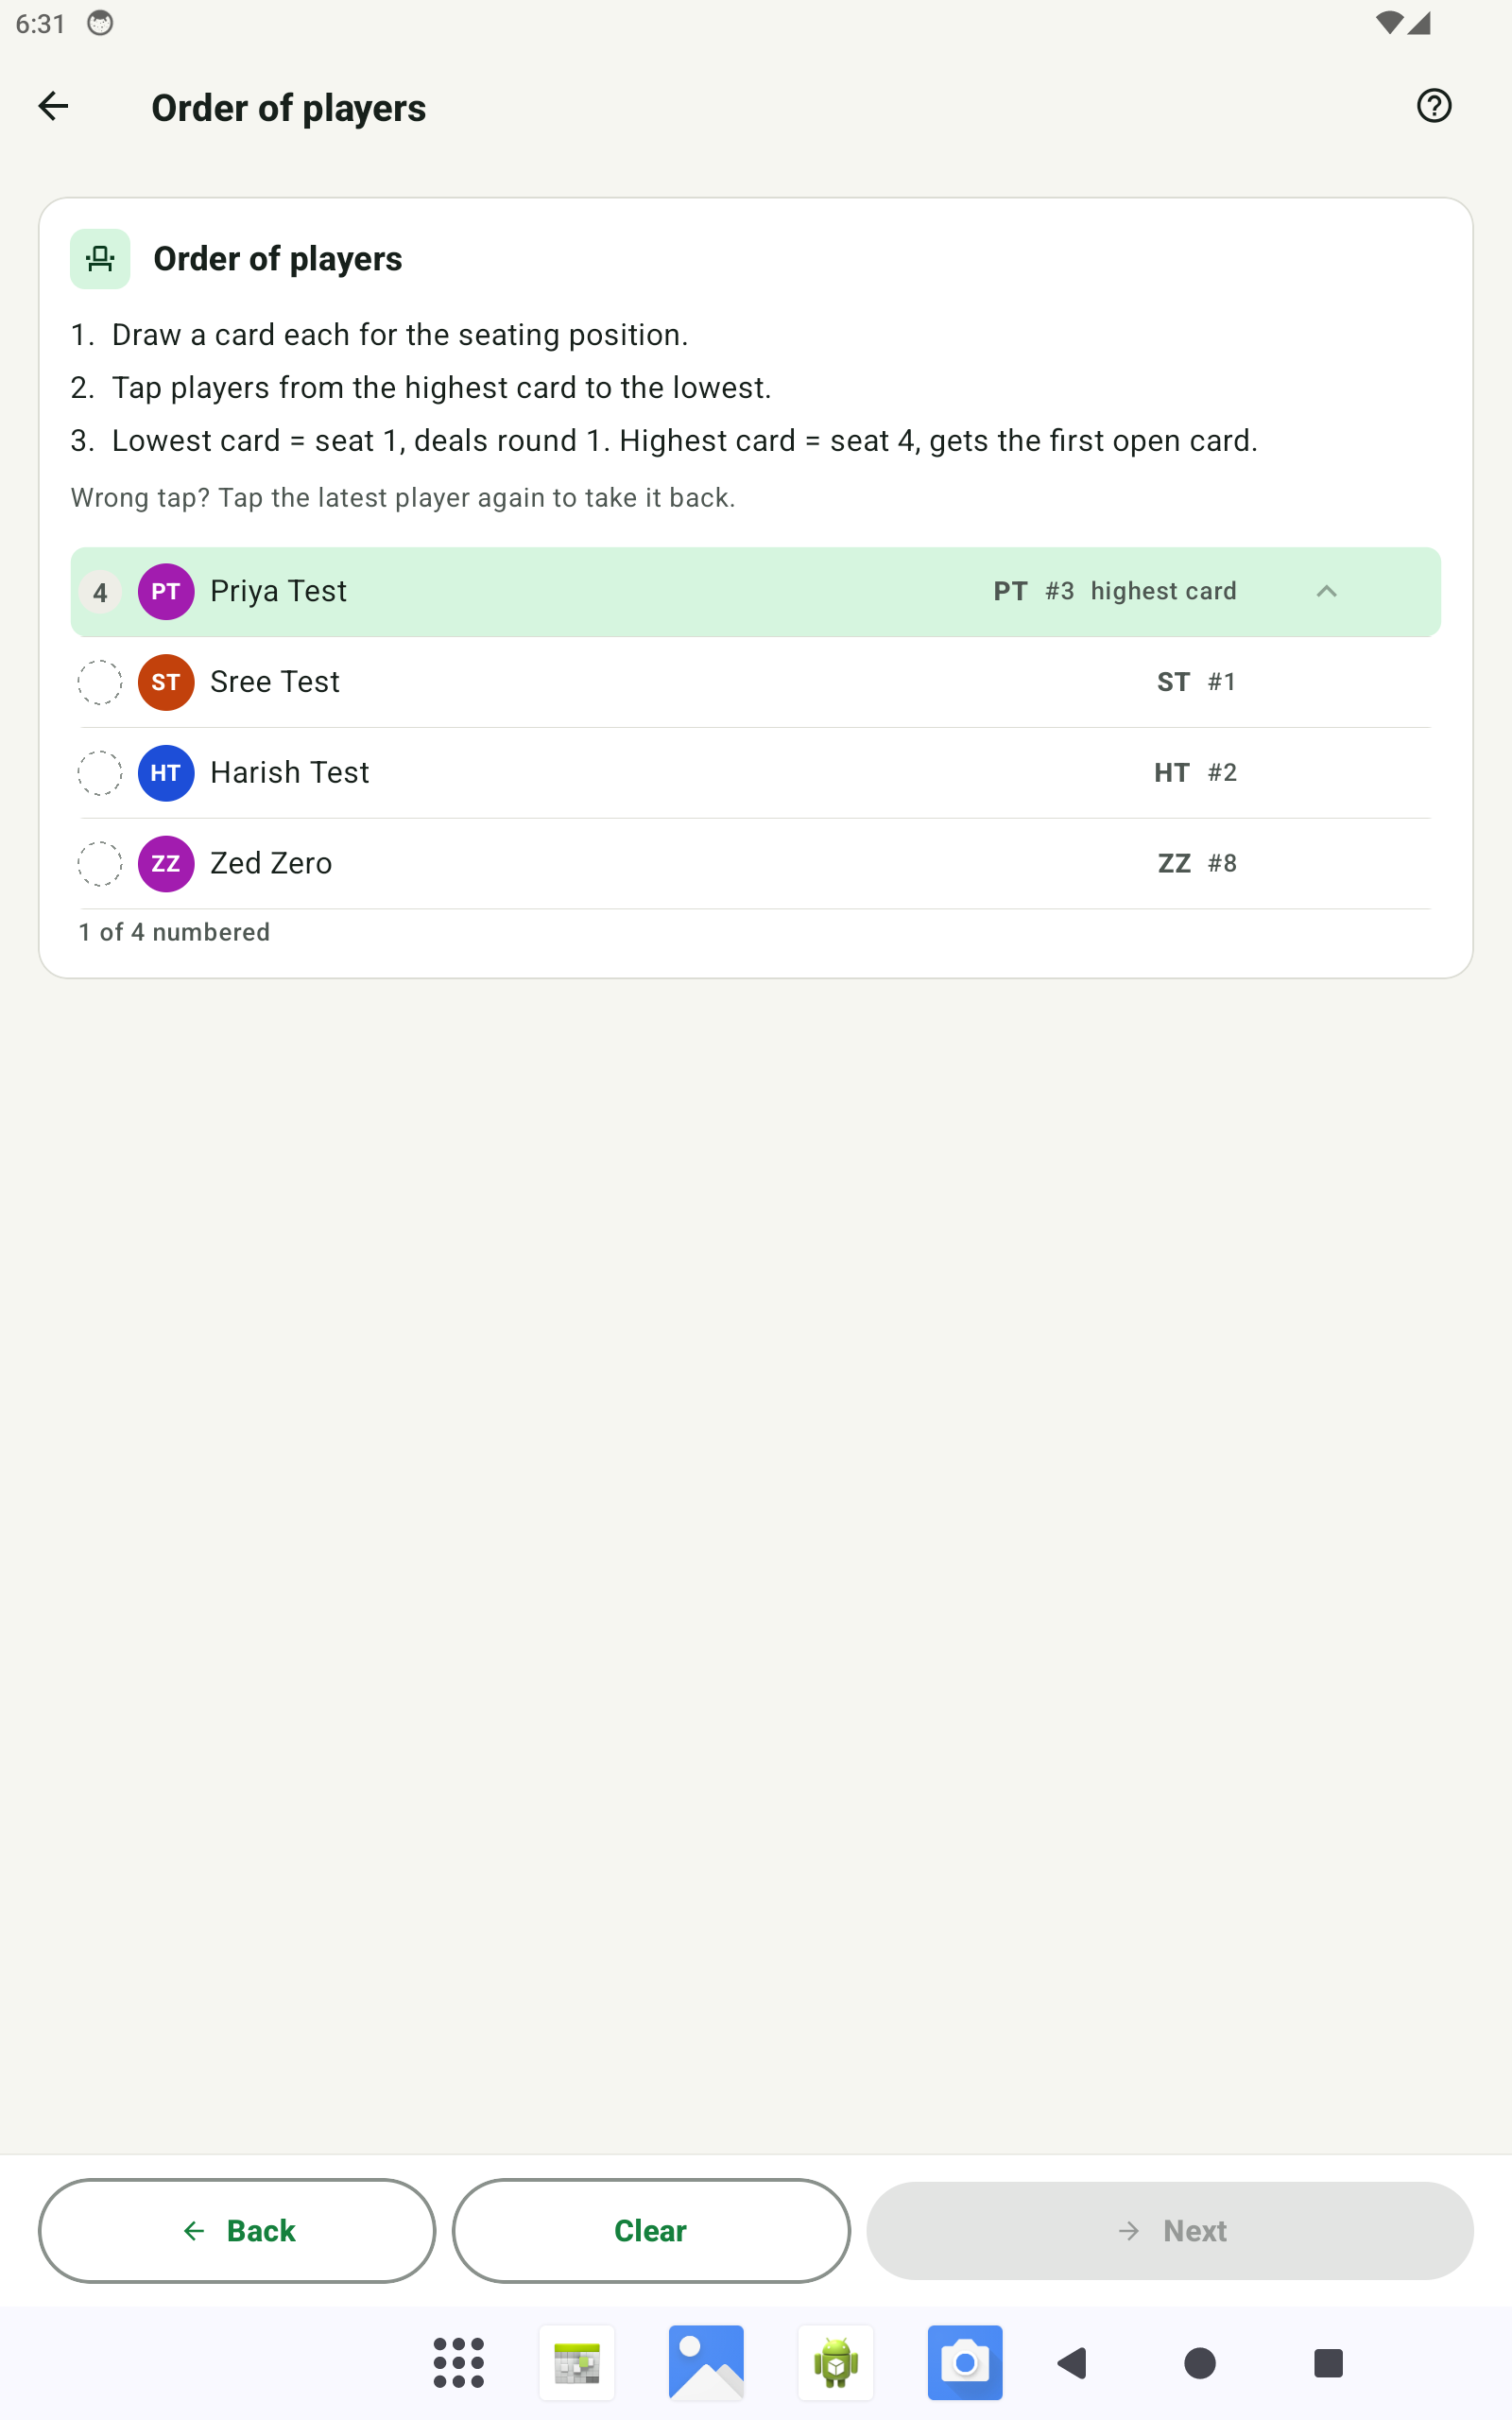 6:31
Order of players
Order of players
1. Draw a card each for the seating position.
2. Tap players from the highest card to the lowest.
3. Lowest card = seat 1, deals round 1. Highest card = seat 4, gets the first open card.
Wrong tap? Tap the latest player again to take it back.
4 PT Priya Test PT #3 highest card
ST Sree Test ST #1
HT Harish Test HT #2
ZZ Zed Zero ZZ #8
1 of 4 numbered
Back Clear Next